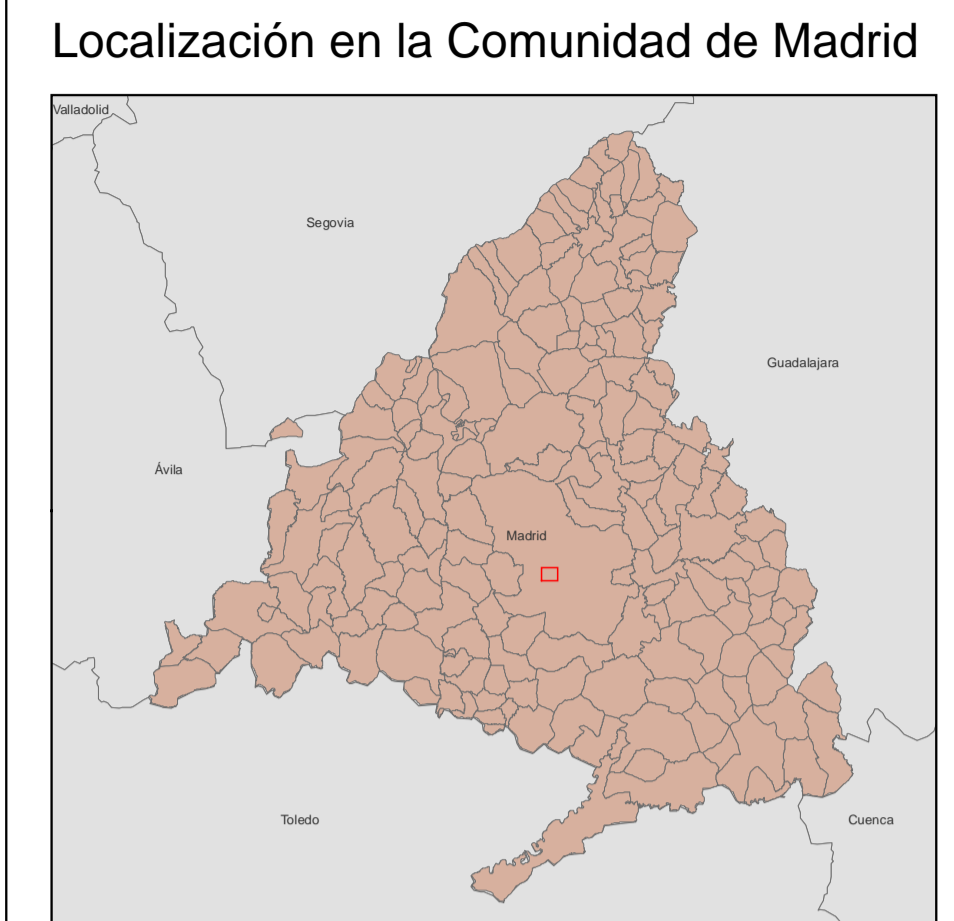 Localización en la Comunidad de Madrid
Valladolid
Segovia
Guadalajara
Ávila
Madrid
Toledo
Cuenca